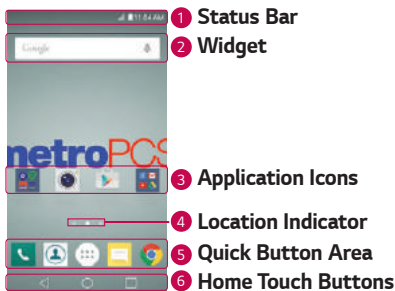 11:84 AM
1 Status Bar
Google
2 Widget
metroPCS
3 Application Icons
4 Location Indicator
5 Quick Button Area
6 Home Touch Buttons